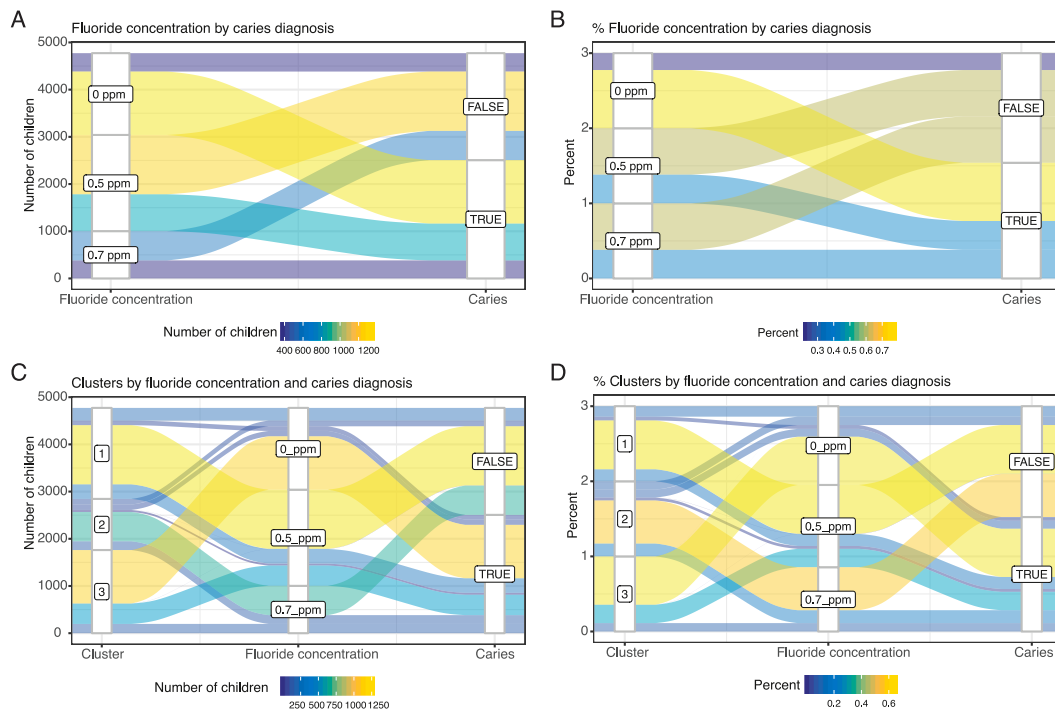 A
Fluoride concentration by caries diagnosis
5000
4000
3000
2000
1000
0
Number of children
0 ppm
0.5 ppm
0.7 ppm
FALSE
TRUE
Fluoride concentration
Caries
Number of children
400 600 800 1000 1200
B
% Fluoride concentration by caries diagnosis
3
2
1
0
Percent
0 ppm
0.5 ppm
0.7 ppm
FALSE
TRUE
Fluoride concentration
Caries
Percent
0.3 0.4 0.5 0.6 0.7
C
Clusters by fluoride concentration and caries diagnosis
5000
4000
3000
2000
1000
0
Number of children
1
2
3
0_ppm
0.5_ppm
0.7_ppm
FALSE
TRUE
Cluster
Fluoride concentration
Caries
Number of children
250 500 750 1000 1250
D
% Clusters by fluoride concentration and caries diagnosis
3
2
1
0
Percent
1
2
3
0_ppm
0.5_ppm
0.7_ppm
FALSE
TRUE
Cluster
Fluoride concentration
Caries
Percent
0.2 0.4 0.6